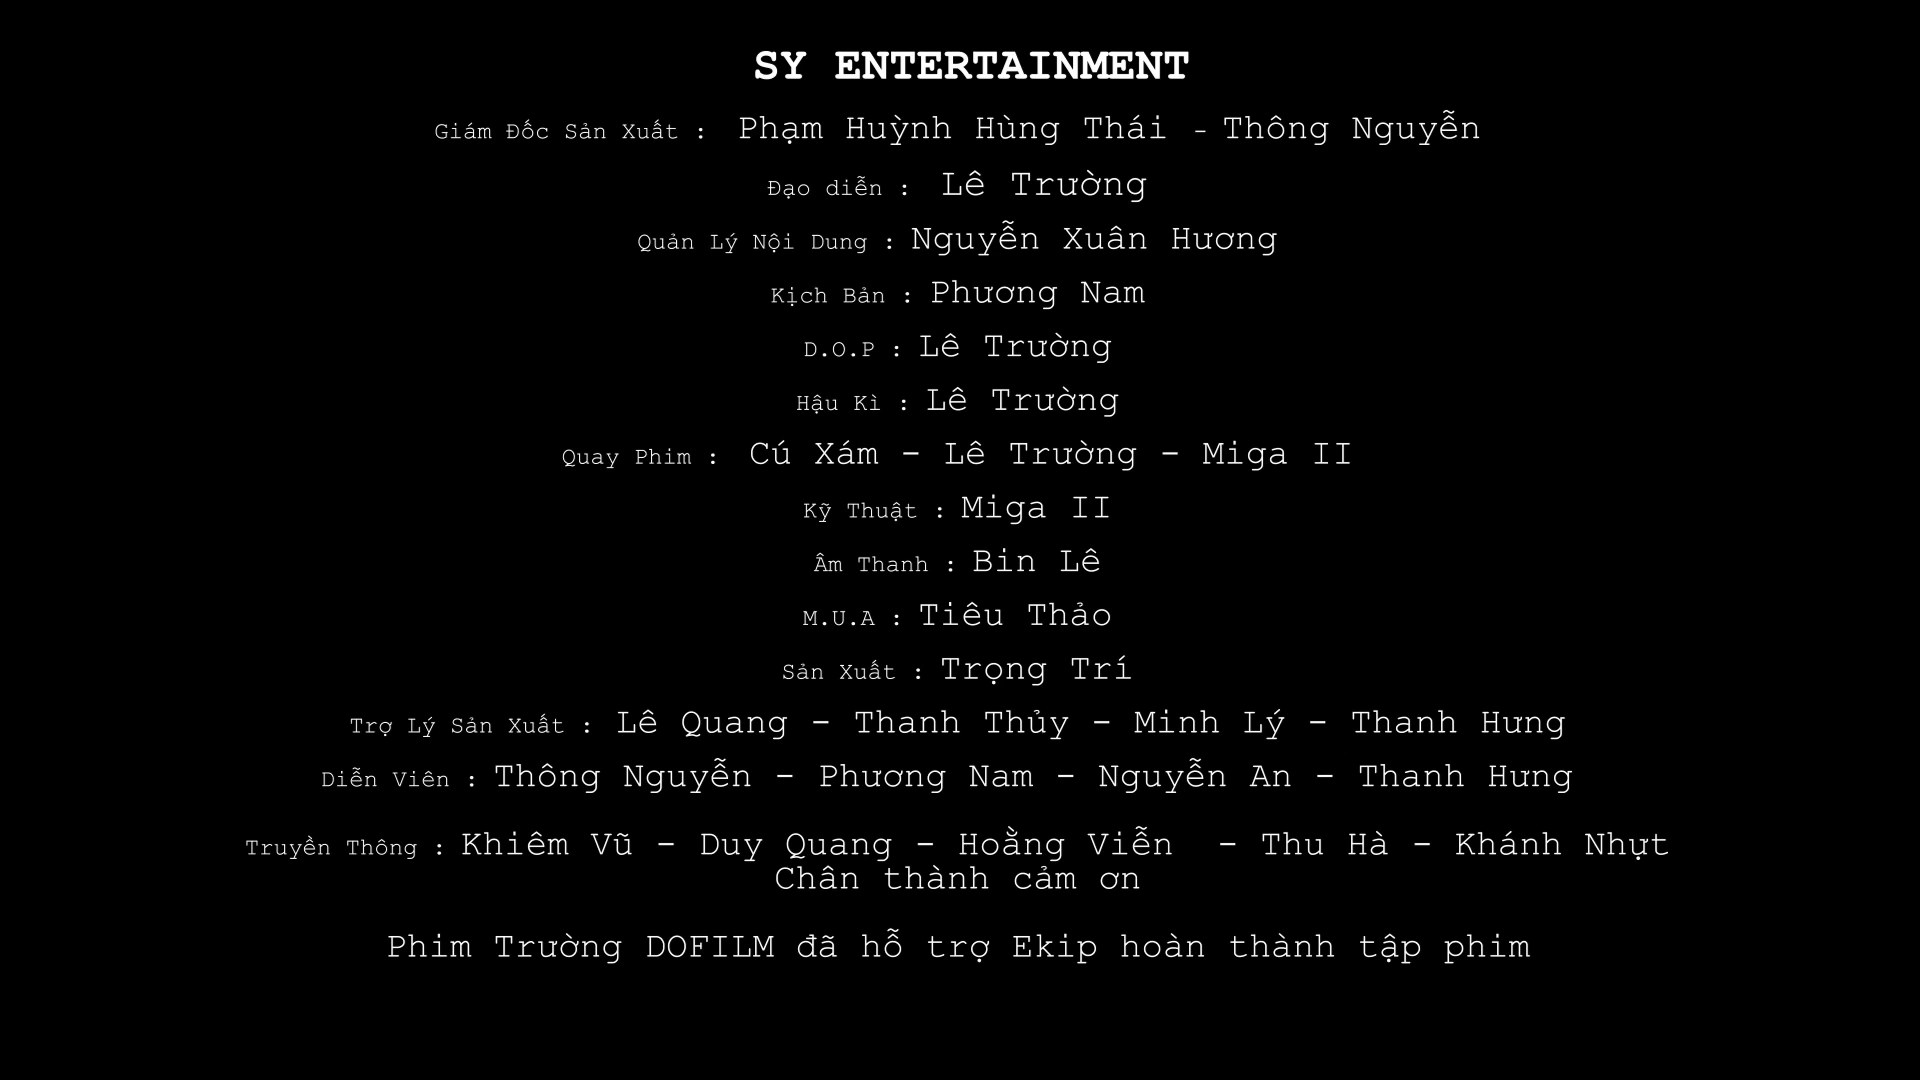 SY ENTERTAINMENT
Giám Đốc Sản Xuất : Phạm Huỳnh Hùng Thái - Thông Nguyễn
Đạo diễn : Lê Trường
Quản Lý Nội Dung : Nguyễn Xuân Hương
Kịch Bản : Phương Nam
D.O.P : Lê Trường
Hậu Kì : Lê Trường
Quay Phim : Cú Xám - Lê Trường - Miga II
Kỹ Thuật : Miga II
Âm Thanh : Bin Lê
M.U.A : Tiêu Thảo
Sản Xuất : Trọng Trí
Trợ Lý Sản Xuất : Lê Quang - Thanh Thủy - Minh Lý - Thanh Hưng
Diễn Viên : Thông Nguyễn - Phương Nam - Nguyễn An - Thanh Hưng
Truyền Thông : Khiêm Vũ - Duy Quang - Hoằng Viễn - Thu Hà - Khánh Nhựt
Chân thành cảm ơn
Phim Trường DOFILM đã hỗ trợ Ekip hoàn thành tập phim